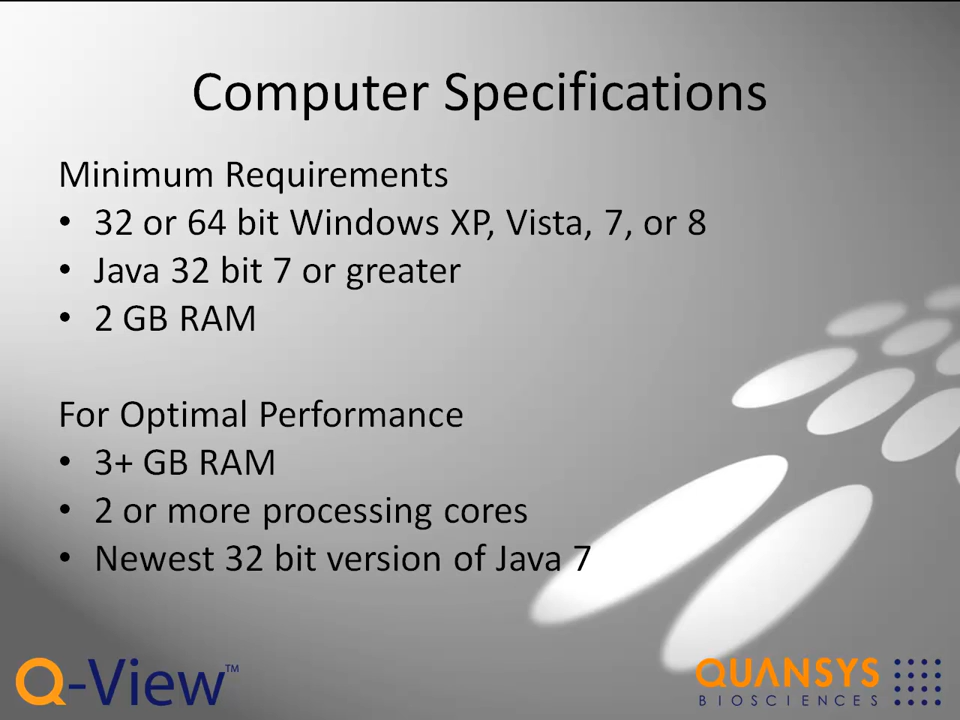 Computer Specifications
Minimum Requirements
• 32 or 64 bit Windows XP, Vista, 7, or 8
• Java 32 bit 7 or greater
• 2 GB RAM
For Optimal Performance
• 3+ GB RAM
• 2 or more processing cores
• Newest 32 bit version of Java 7
Q-View™
QUANSYS
BIOSCIENCES